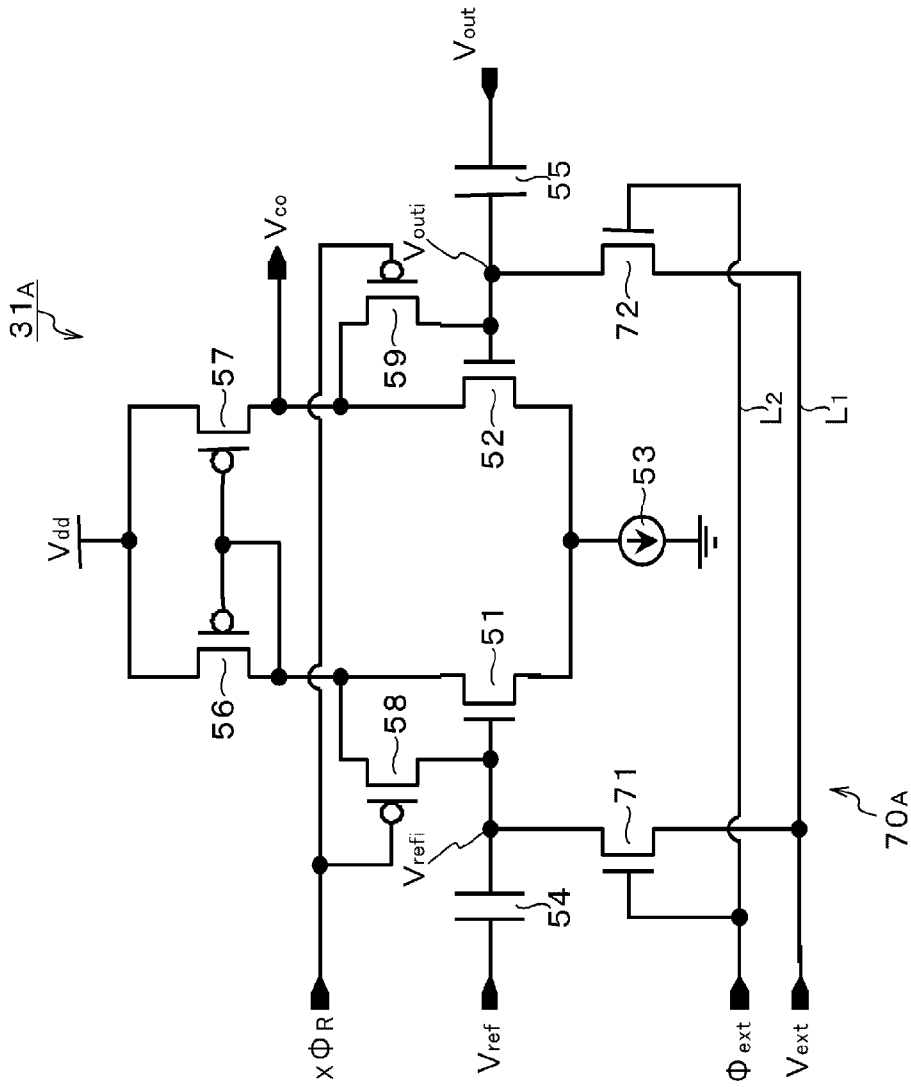 31A
Vdd
Vco
56
57
58
59
Vout
Vouti
55
51
52
53
Vrefi
54
71
72
xΦR
Vref
Φext
Vext
L2
L1
70A